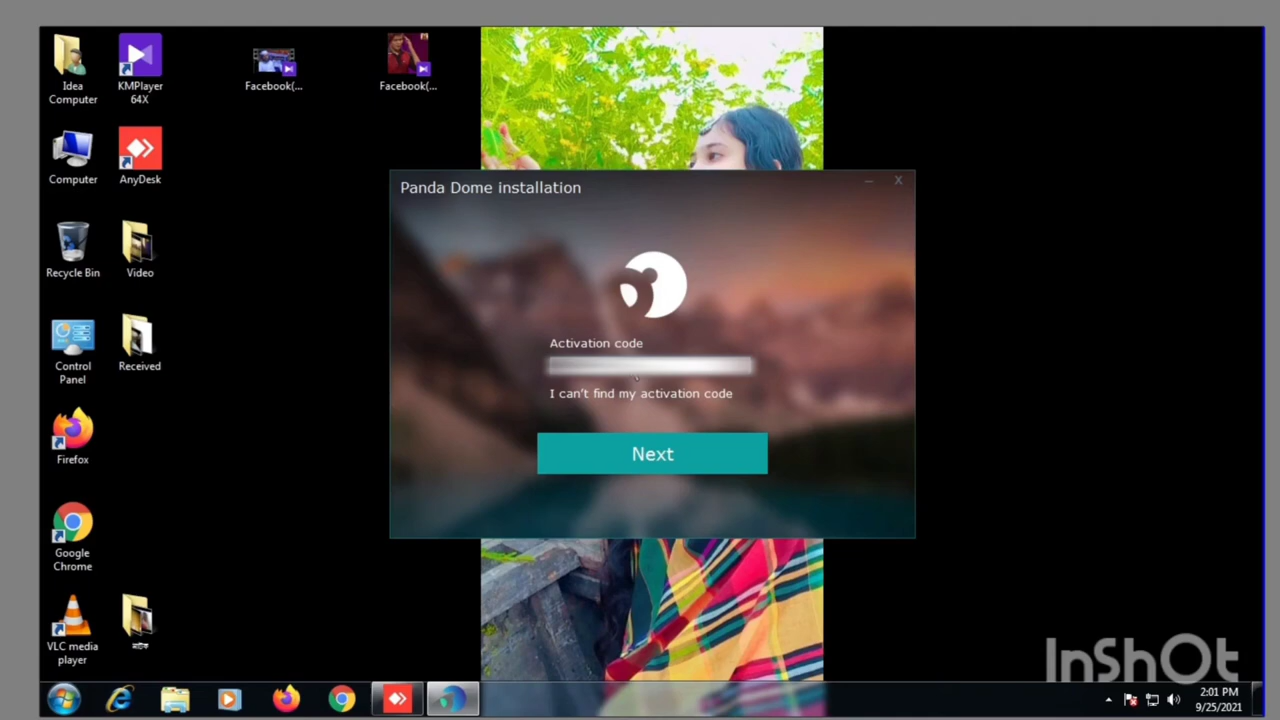 Idea
Computer
KMPlayer
64X
Facebook(...
Facebook(...
Computer
AnyDesk
Recycle Bin
Video
Control
Panel
Received
Firefox
Google
Chrome
VLC media
player
Panda Dome installation
X
Activation code
I can't find my activation code
Next
InShOt
2:01 PM
9/25/2021